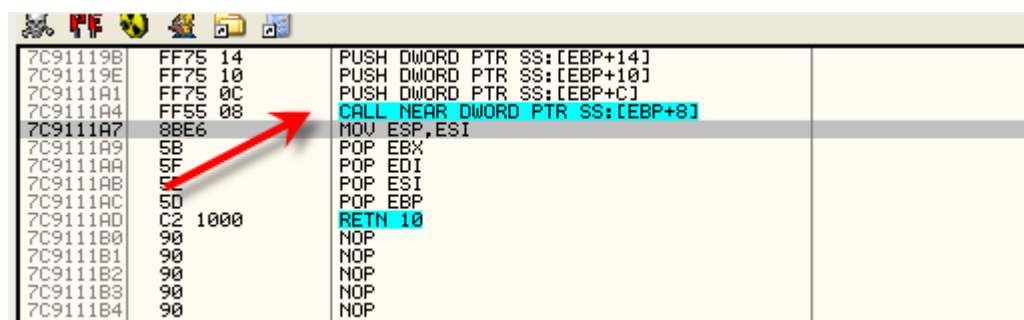 7C91119B FF75 14 PUSH DWORD PTR SS:[EBP+14]
7C91119E FF75 10 PUSH DWORD PTR SS:[EBP+10]
7C9111A1 FF75 0C PUSH DWORD PTR SS:[EBP+C]
7C9111A4 FF55 08 CALL NEAR DWORD PTR SS:[EBP+8]
7C9111A7 8BE6 MOV ESP,ESI
7C9111A9 5B POP EBX
7C9111AA 5F POP EDI
7C9111AB 5E POP ESI
7C9111AC 5D POP EBP
7C9111AD C2 1000 RETN 10
7C9111B0 90 NOP
7C9111B1 90 NOP
7C9111B2 90 NOP
7C9111B3 90 NOP
7C9111B4 90 NOP